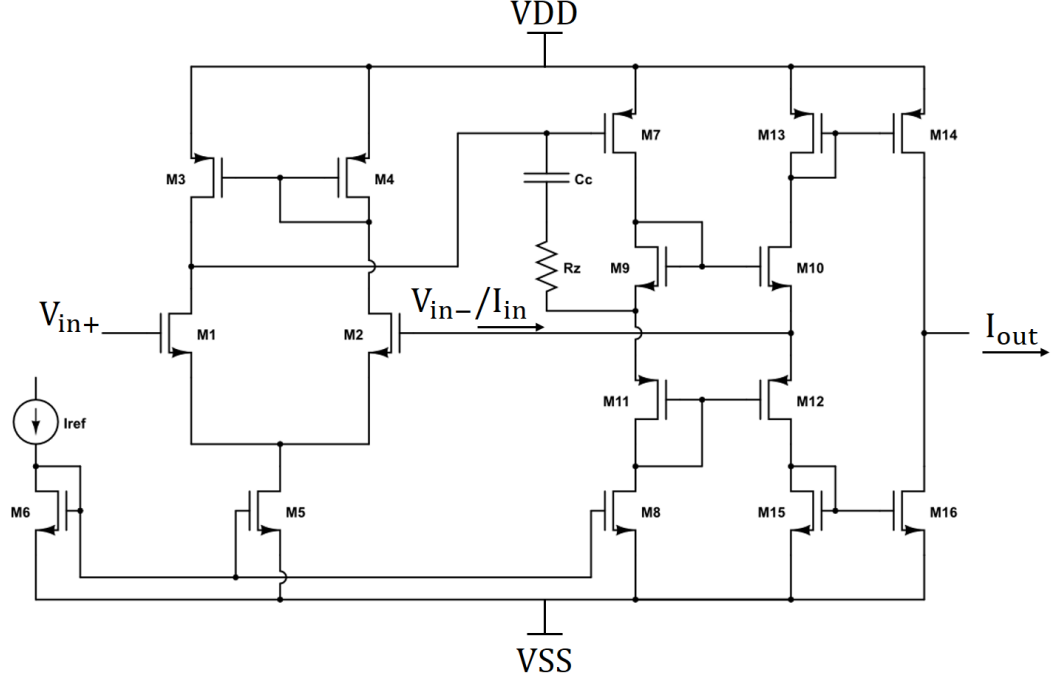 VDD
M7
M13
M14
M3
M4
Cc
M9
Rz
M10
Vin+
M1
M2
Vin−/Iin
Iout
M11
M12
Iref
M6
M5
M8
M15
M16
VSS